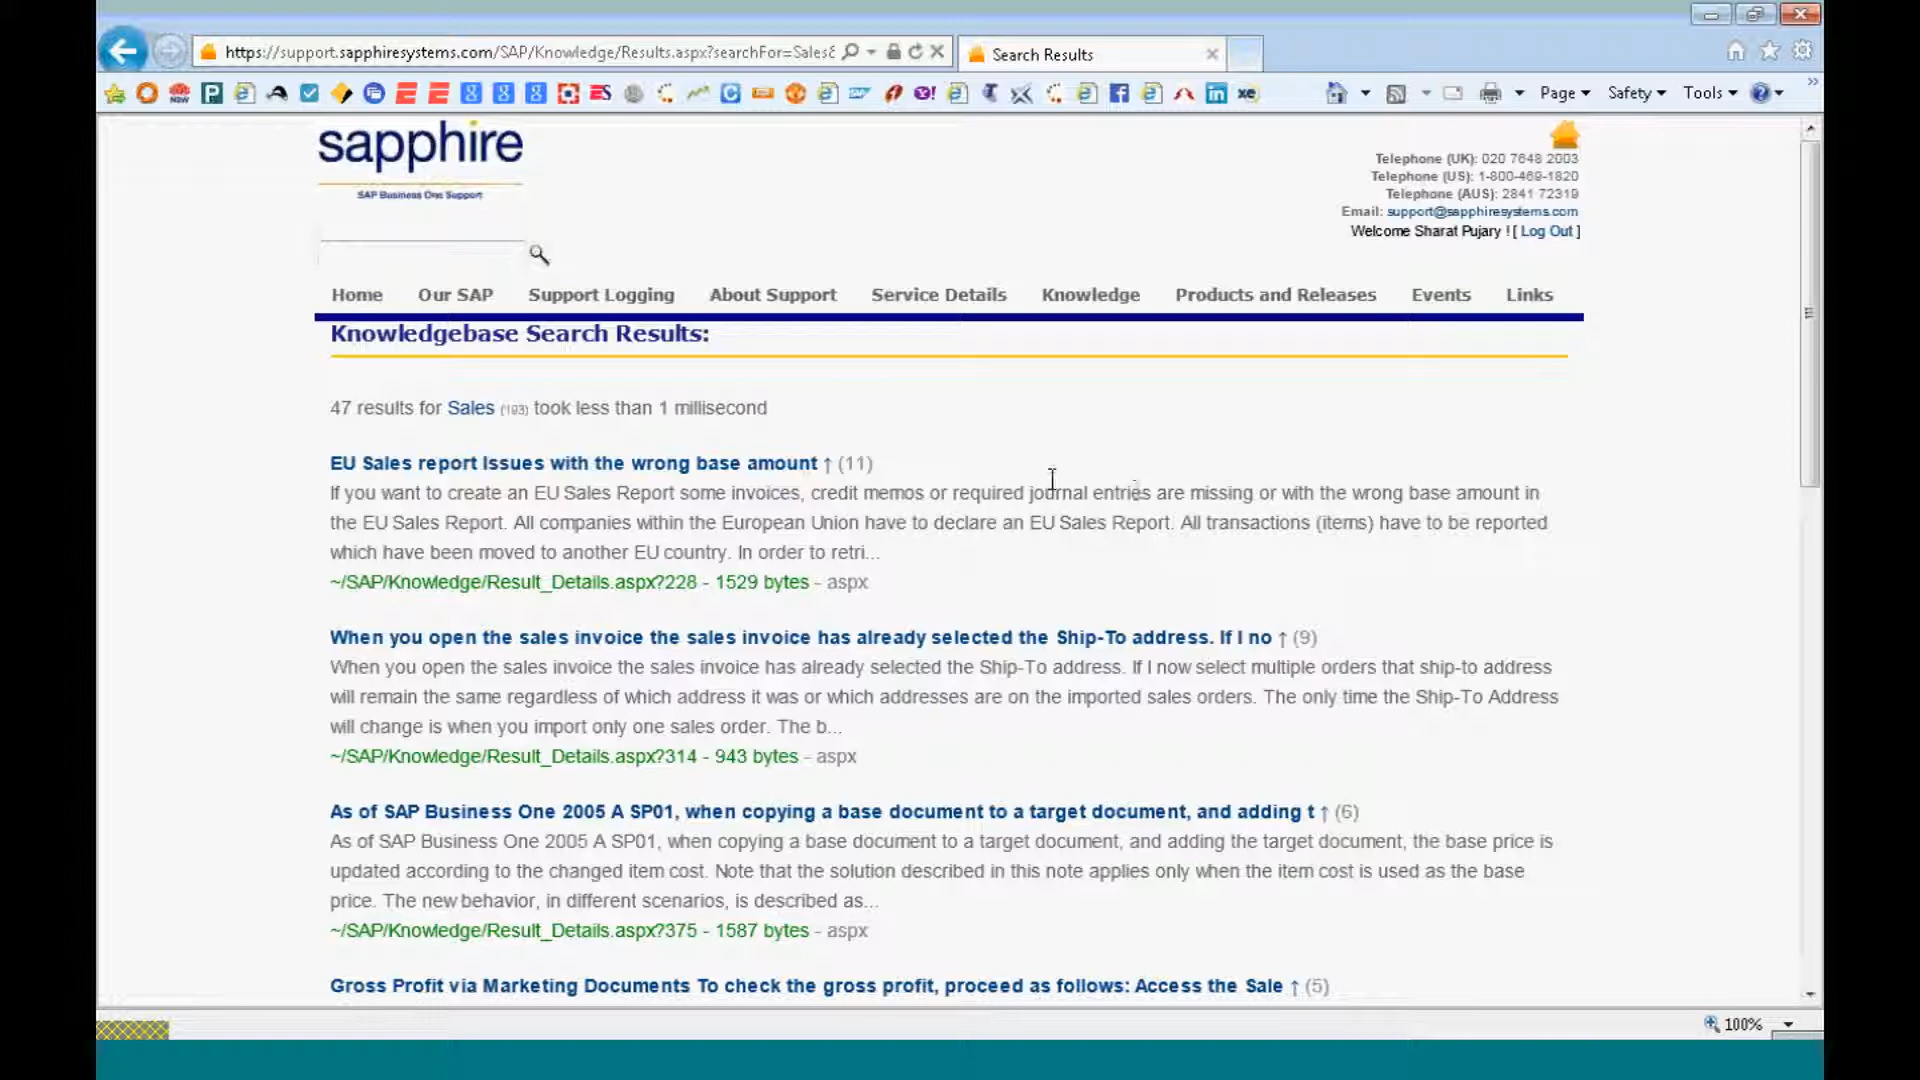 https://support.sapphiresystems.com/SAP/Knowledge/Results.aspx?searchFor=Sales&
Search Results
Page
Safety
Tools
sapphire
SAP Business One Support
Telephone (UK): 020 7648 2003
Telephone (US): 1-800-469-1820
Telephone (AUS): 2841 72319
Email: support@sapphiresystems.com
Welcome Sharat Pujary ! [ Log Out ]
Home Our SAP Support Logging About Support Service Details Knowledge Products and Releases Events Links
Knowledgebase Search Results:
47 results for Sales (193) took less than 1 millisecond
EU Sales report Issues with the wrong base amount ↑ (11)
If you want to create an EU Sales Report some invoices, credit memos or required journal entries are missing or with the wrong base amount in
the EU Sales Report. All companies within the European Union have to declare an EU Sales Report. All transactions (items) have to be reported
which have been moved to another EU country. In order to retri...
~/SAP/Knowledge/Result_Details.aspx?228 - 1529 bytes - aspx
When you open the sales invoice the sales invoice has already selected the Ship-To address. If I no ↑ (9)
When you open the sales invoice the sales invoice has already selected the Ship-To address. If I now select multiple orders that ship-to address
will remain the same regardless of which address it was or which addresses are on the imported sales orders. The only time the Ship-To Address
will change is when you import only one sales order. The b...
~/SAP/Knowledge/Result_Details.aspx?314 - 943 bytes - aspx
As of SAP Business One 2005 A SP01, when copying a base document to a target document, and adding t ↑ (6)
As of SAP Business One 2005 A SP01, when copying a base document to a target document, and adding the target document, the base price is
updated according to the changed item cost. Note that the solution described in this note applies only when the item cost is used as the base
price. The new behavior, in different scenarios, is described as...
~/SAP/Knowledge/Result_Details.aspx?375 - 1587 bytes - aspx
Gross Profit via Marketing Documents To check the gross profit, proceed as follows: Access the Sale ↑ (5)
100%